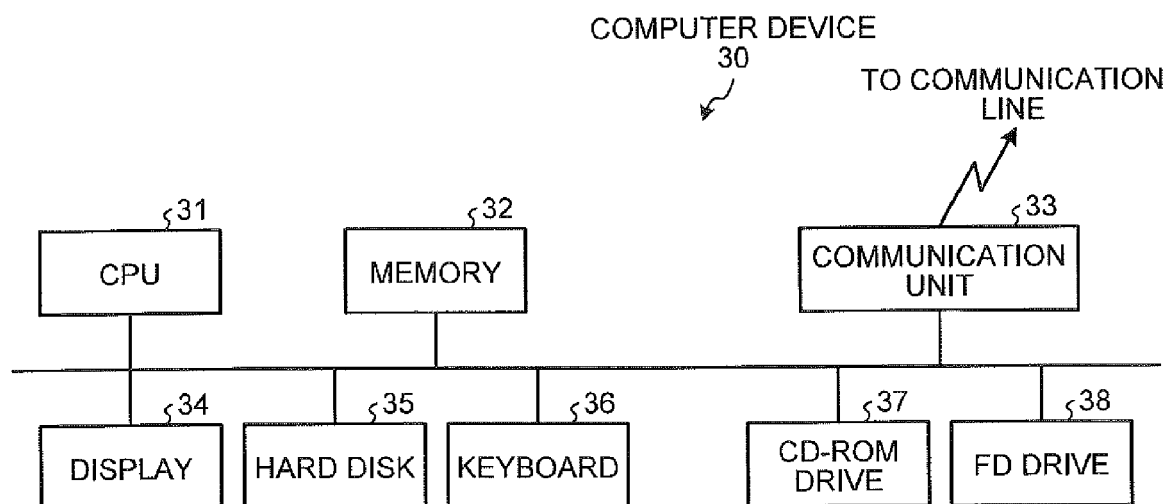 COMPUTER DEVICE
30
TO COMMUNICATION
LINE
31
32
33
CPU
MEMORY
COMMUNICATION
UNIT
34
35
36
37
38
DISPLAY
HARD DISK
KEYBOARD
CD-ROM
DRIVE
FD DRIVE